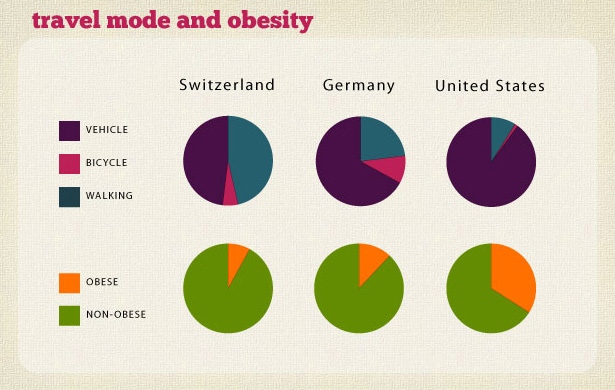 travel mode and obesity
Switzerland
Germany
United States
VEHICLE
BICYCLE
WALKING
OBESE
NON-OBESE